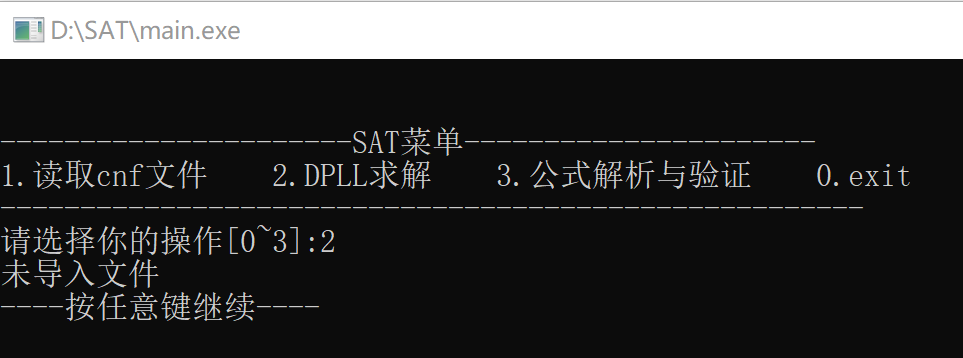 D:\SAT\main.exe
----------------------SAT菜单----------------------
1.读取cnf文件    2.DPLL求解    3.公式解析与验证    0.exit
------------------------------------------------------
请选择你的操作[0~3]:2
未导入文件
----按任意键继续----